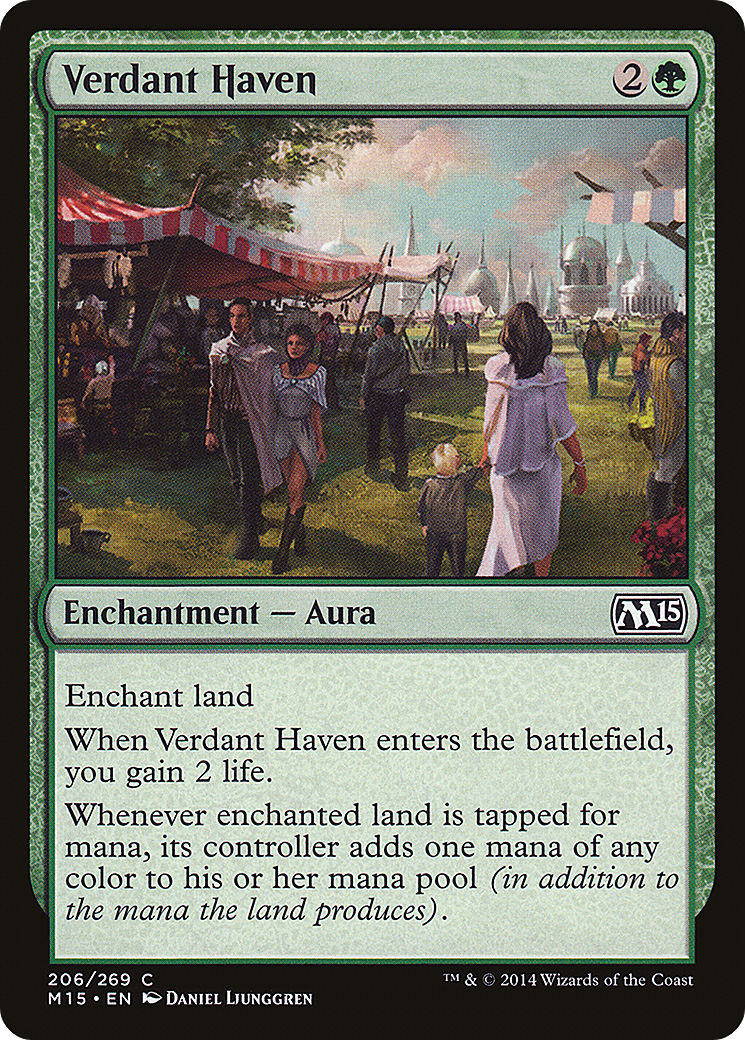 Verdant Haven 2
Enchantment — Aura M15
Enchant land
When Verdant Haven enters the battlefield,
you gain 2 life.
Whenever enchanted land is tapped for
mana, its controller adds one mana of any
color to his or her mana pool (in addition to
the mana the land produces).
206/269 C ™ & © 2014 Wizards of the Coast
M15 • EN Daniel Ljunggren